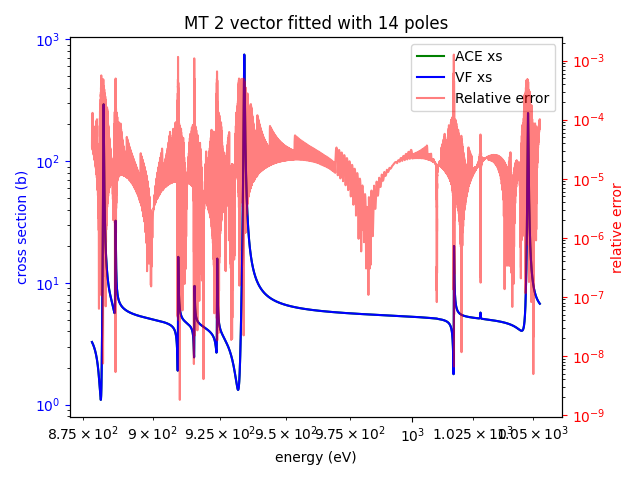 MT 2 vector fitted with 14 poles
ACE xs
VF xs
Relative error
cross section (b)
10³
10²
10¹
10⁰
relative error
10⁻³
10⁻⁴
10⁻⁵
10⁻⁶
10⁻⁷
10⁻⁸
10⁻⁹
8.75 × 10² 9 × 10² 9.25 × 10² 9.5 × 10² 9.75 × 10² 10³ 1.025 × 10³ 1.05 × 10³
energy (eV)